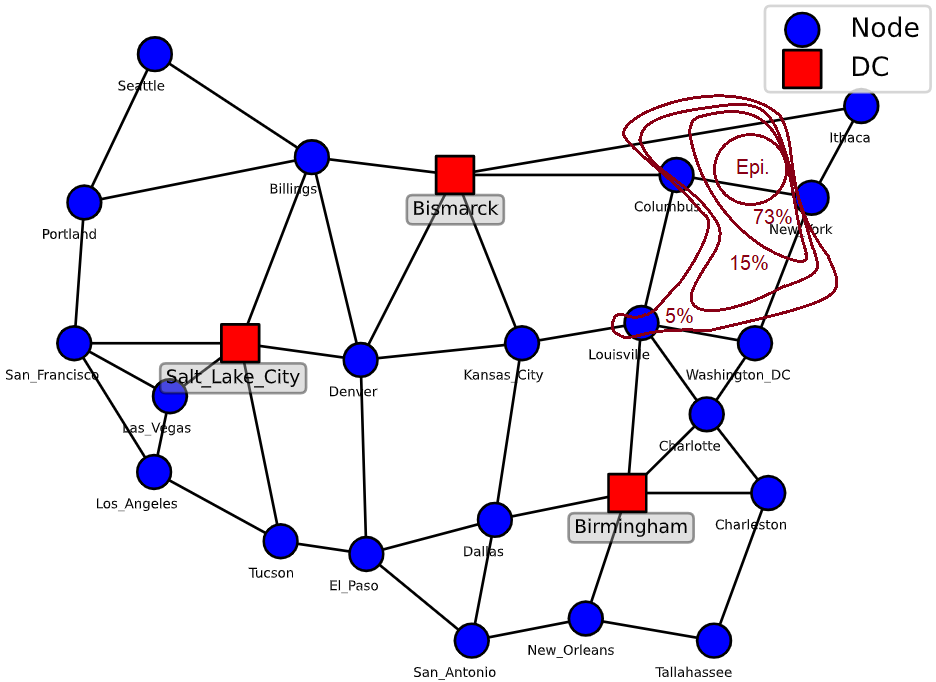 Node
DC
Seattle
Ithaca
Epi.
Billings
Bismarck
Columbus
73%
New_York
Portland
15%
5%
Louisville
San_Francisco
Salt_Lake_City
Denver
Kansas_City
Washington_DC
Las_Vegas
Charlotte
Los_Angeles
Birmingham
Charleston
Dallas
Tucson
El_Paso
New_Orleans
San_Antonio
Tallahassee